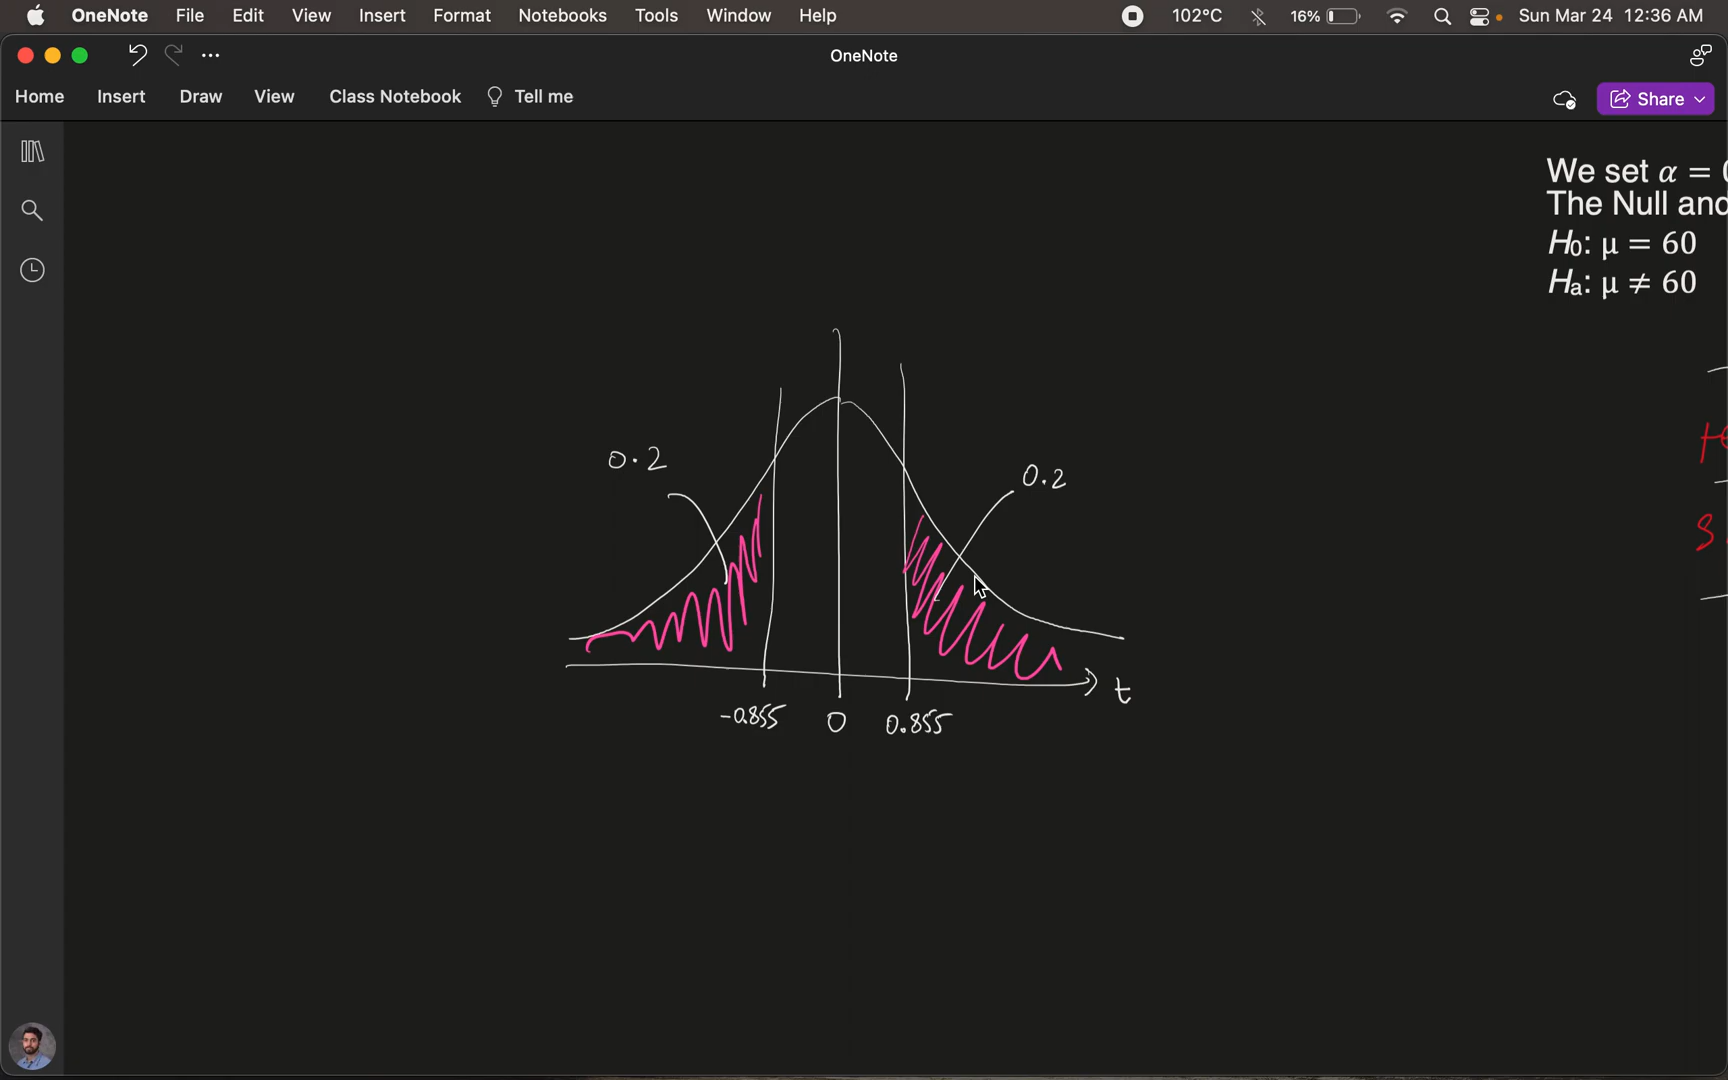 OneNote File Edit View Insert Format Notebooks Tools Window Help 102°C 16% Sun Mar 24 12:36 AM
OneNote
Home Insert Draw View Class Notebook Tell me Share
We set α =
The Null and
H₀: μ = 60
Hₐ: μ ≠ 60
0.2
0.2
t
-0.855 0 0.855